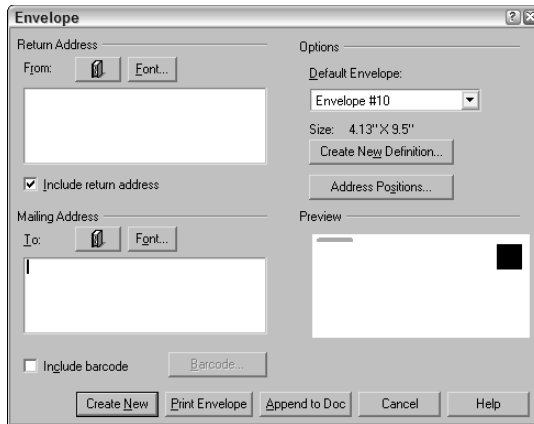 Envelope
Return Address
From:
Font...
Include return address
Mailing Address
To:
Font...
Include barcode
Barcode...
Options
Default Envelope:
Envelope #10
Size: 4.13"X 9.5"
Create New Definition...
Address Positions...
Preview
Create New
Print Envelope
Append to Doc
Cancel
Help